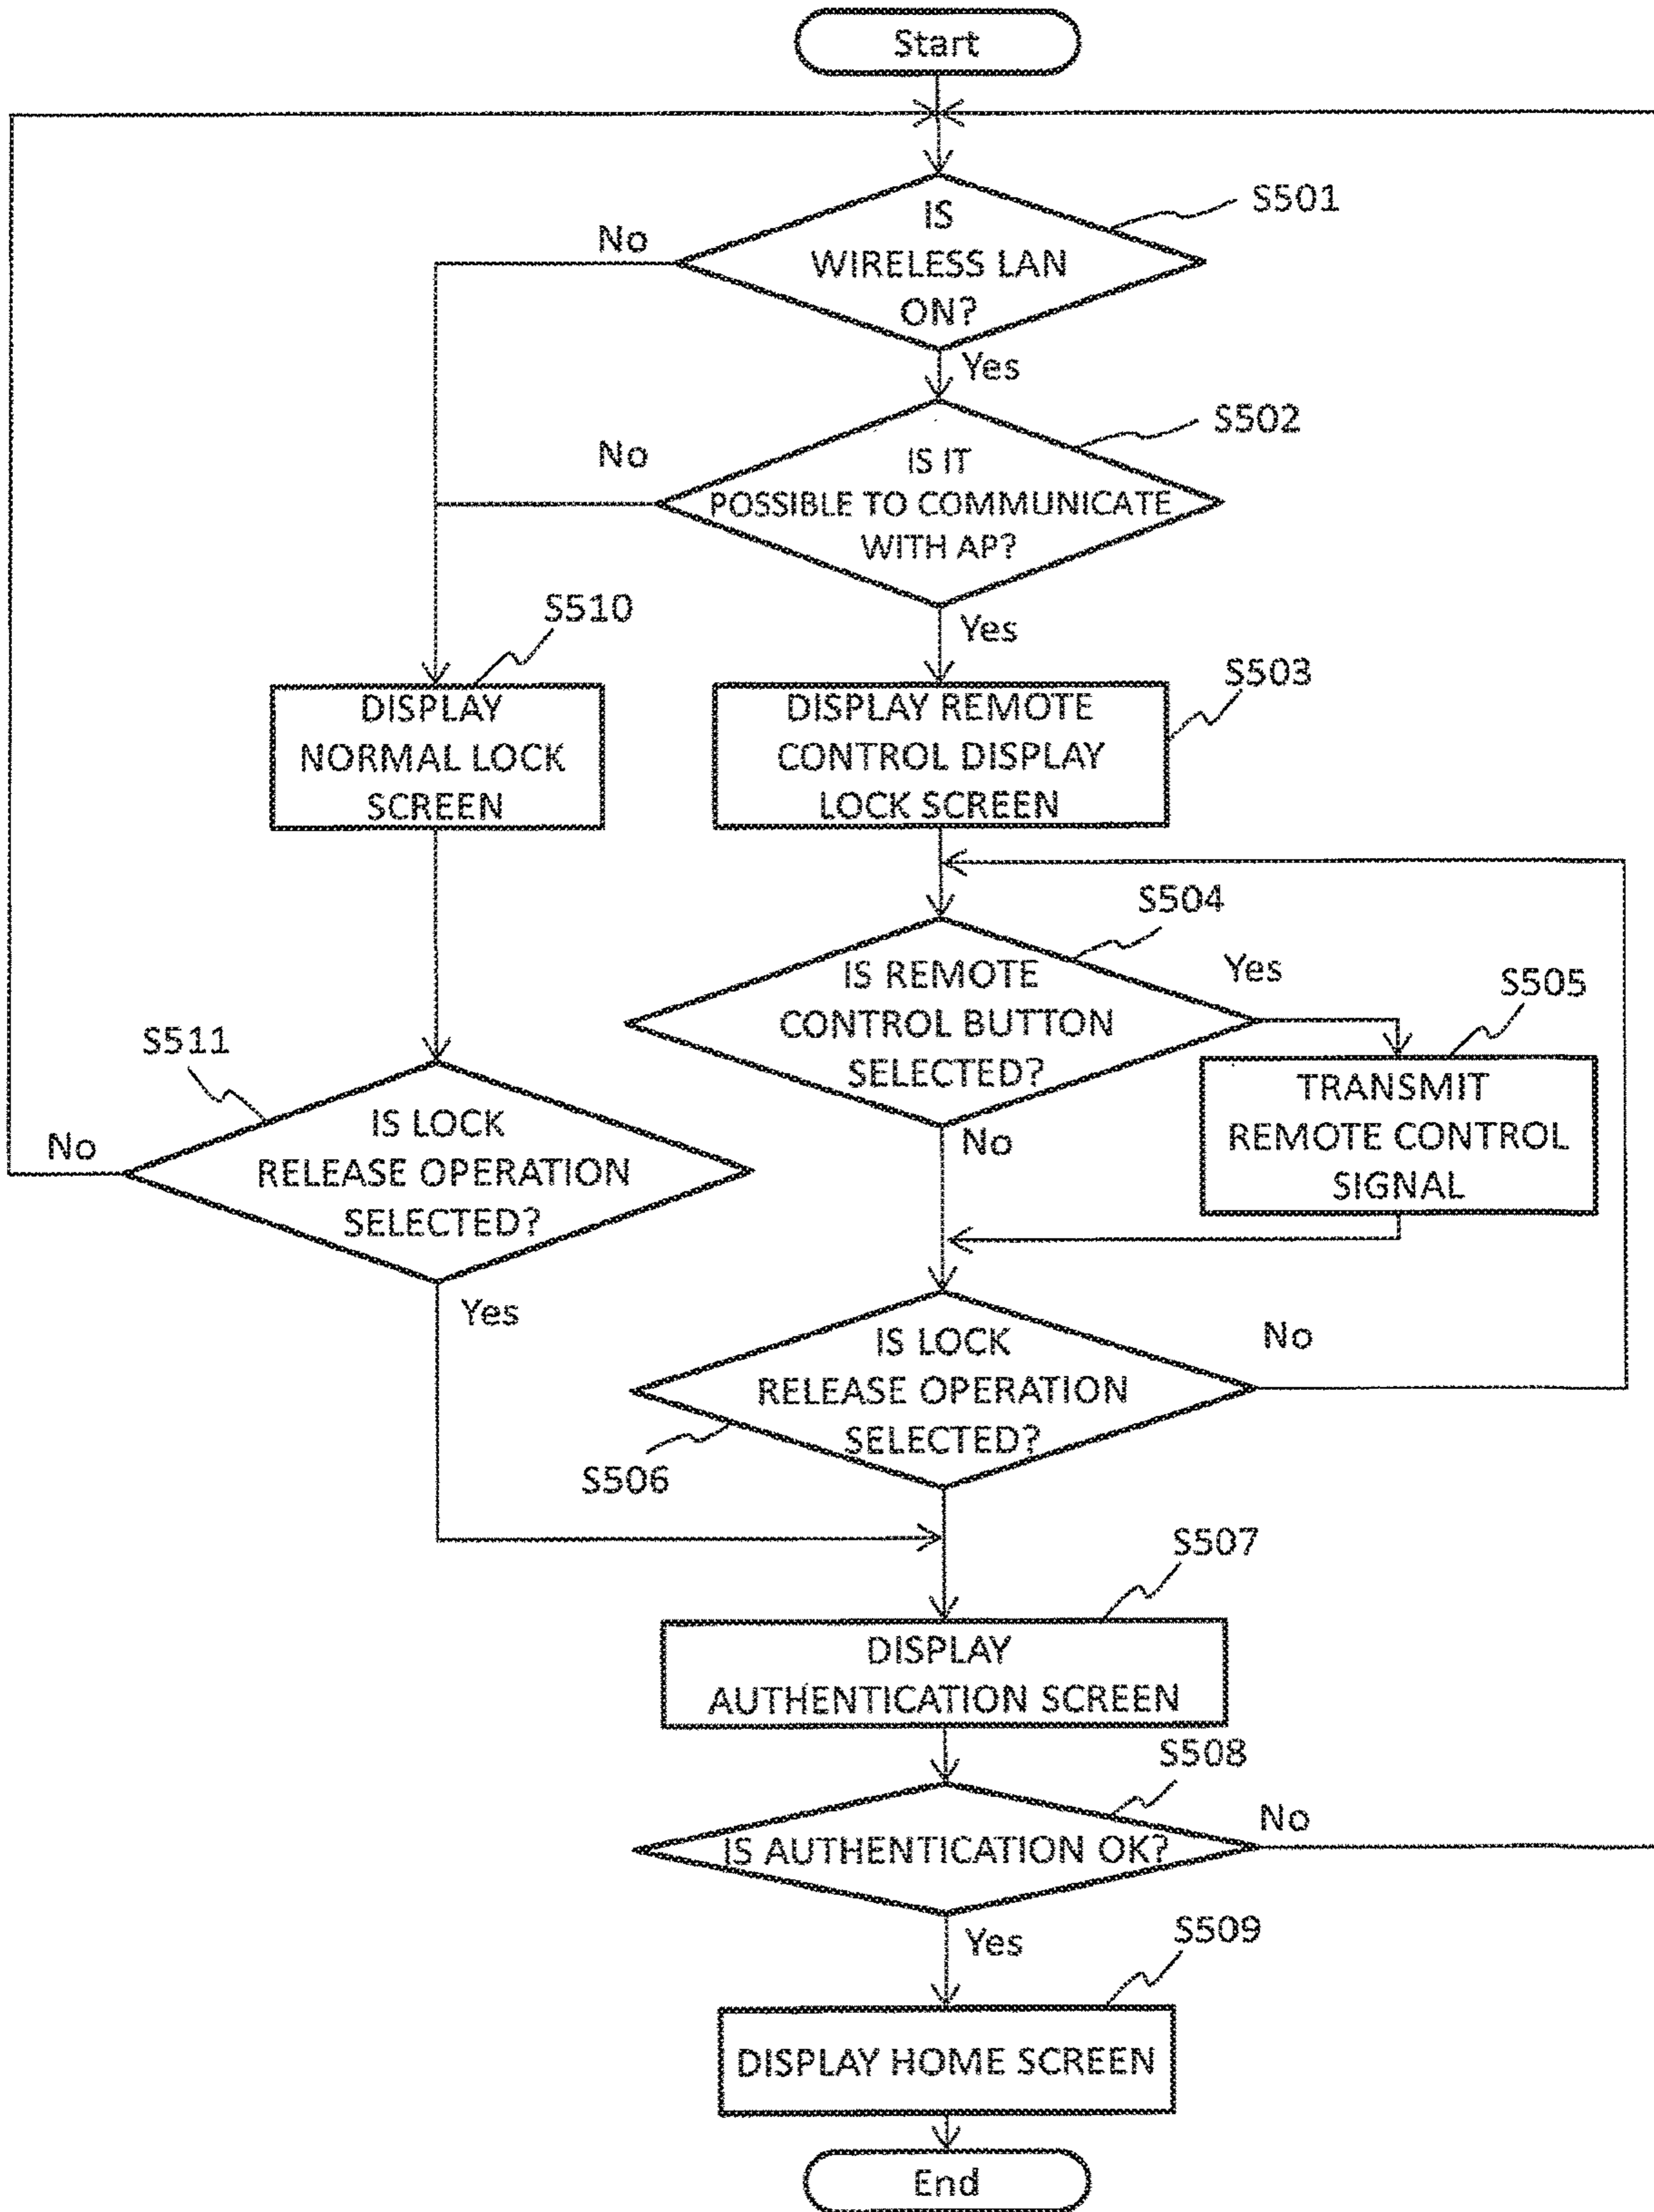 Start
S501
No
IS
WIRELESS LAN
ON?
Yes
S502
No
IS IT
POSSIBLE TO COMMUNICATE
WITH AP?
Yes
S510
DISPLAY
NORMAL LOCK
SCREEN
S503
DISPLAY REMOTE
CONTROL DISPLAY
LOCK SCREEN
S504
IS REMOTE
CONTROL BUTTON
SELECTED?
Yes
S505
TRANSMIT
REMOTE CONTROL
SIGNAL
No
S511
IS LOCK
RELEASE OPERATION
SELECTED?
No
Yes
IS LOCK
RELEASE OPERATION
SELECTED?
No
S506
S507
DISPLAY
AUTHENTICATION SCREEN
S508
IS AUTHENTICATION OK?
No
Yes
S509
DISPLAY HOME SCREEN
End